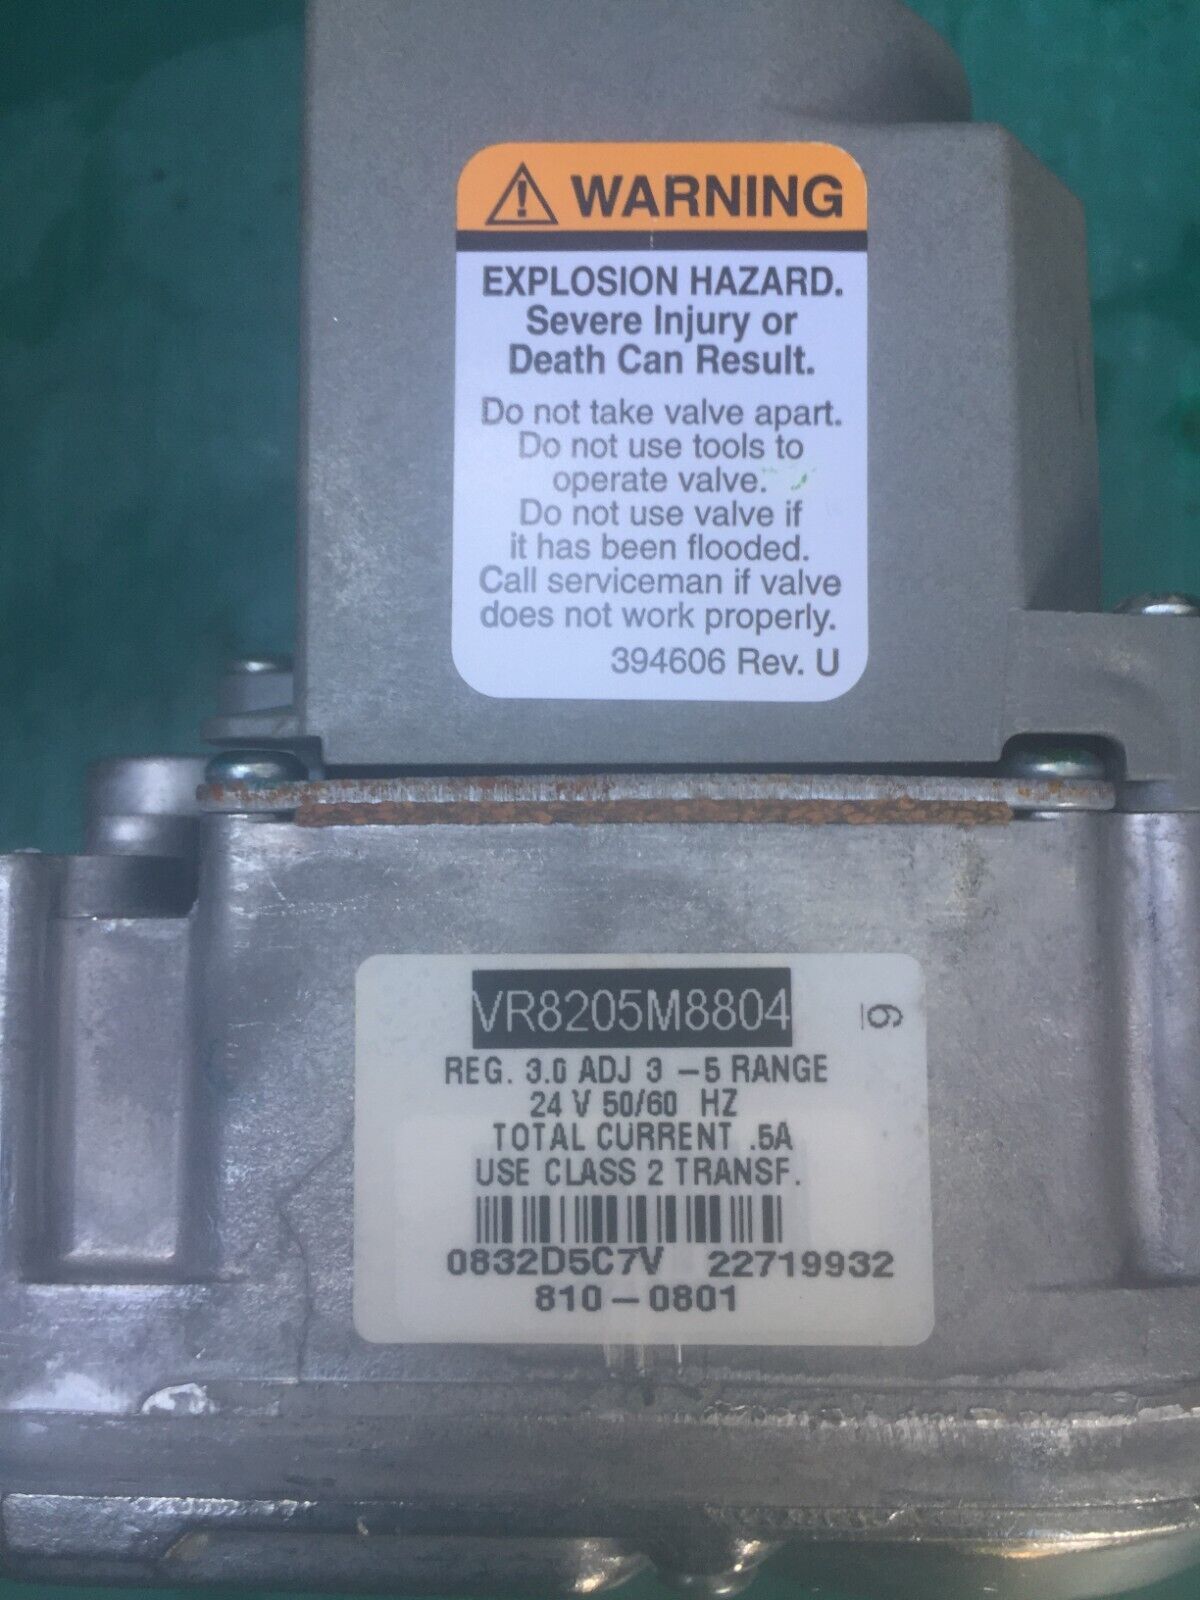 WARNING
EXPLOSION HAZARD.
Severe Injury or
Death Can Result.
Do not take valve apart.
Do not use tools to
operate valve.
Do not use valve if
it has been flooded.
Call serviceman if valve
does not work properly.
394606 Rev. U
VR8205M8804
REG. 3.0 ADJ 3 –5 RANGE
24 V 50/60 HZ
TOTAL CURRENT .5A
USE CLASS 2 TRANSF.
0832D5C7V 22719932
810–0801